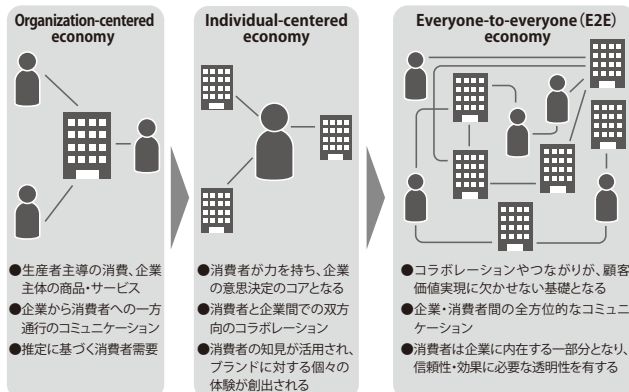 Organization-centered
economy
●生産者主導の消費、企業
主体の商品・サービス
●企業から消費者への一方
通行のコミュニケーション
●推定に基づく消費者需要
Individual-centered
economy
●消費者が力を持ち、企業
の意思決定のコアとなる
●消費者と企業間での双方
向のコラボレーション
●消費者の知見が活用され、
ブランドに対する個々の
体験が創出される
Everyone-to-everyone（E2E）
economy
●コラボレーションやつながりが、顧客
価値実現に欠かせない基礎となる
●企業・消費者間の全方位的なコミュニ
ケーション
●消費者は企業に内在する一部分となり、
信頼性・効果に必要な透明性を有する